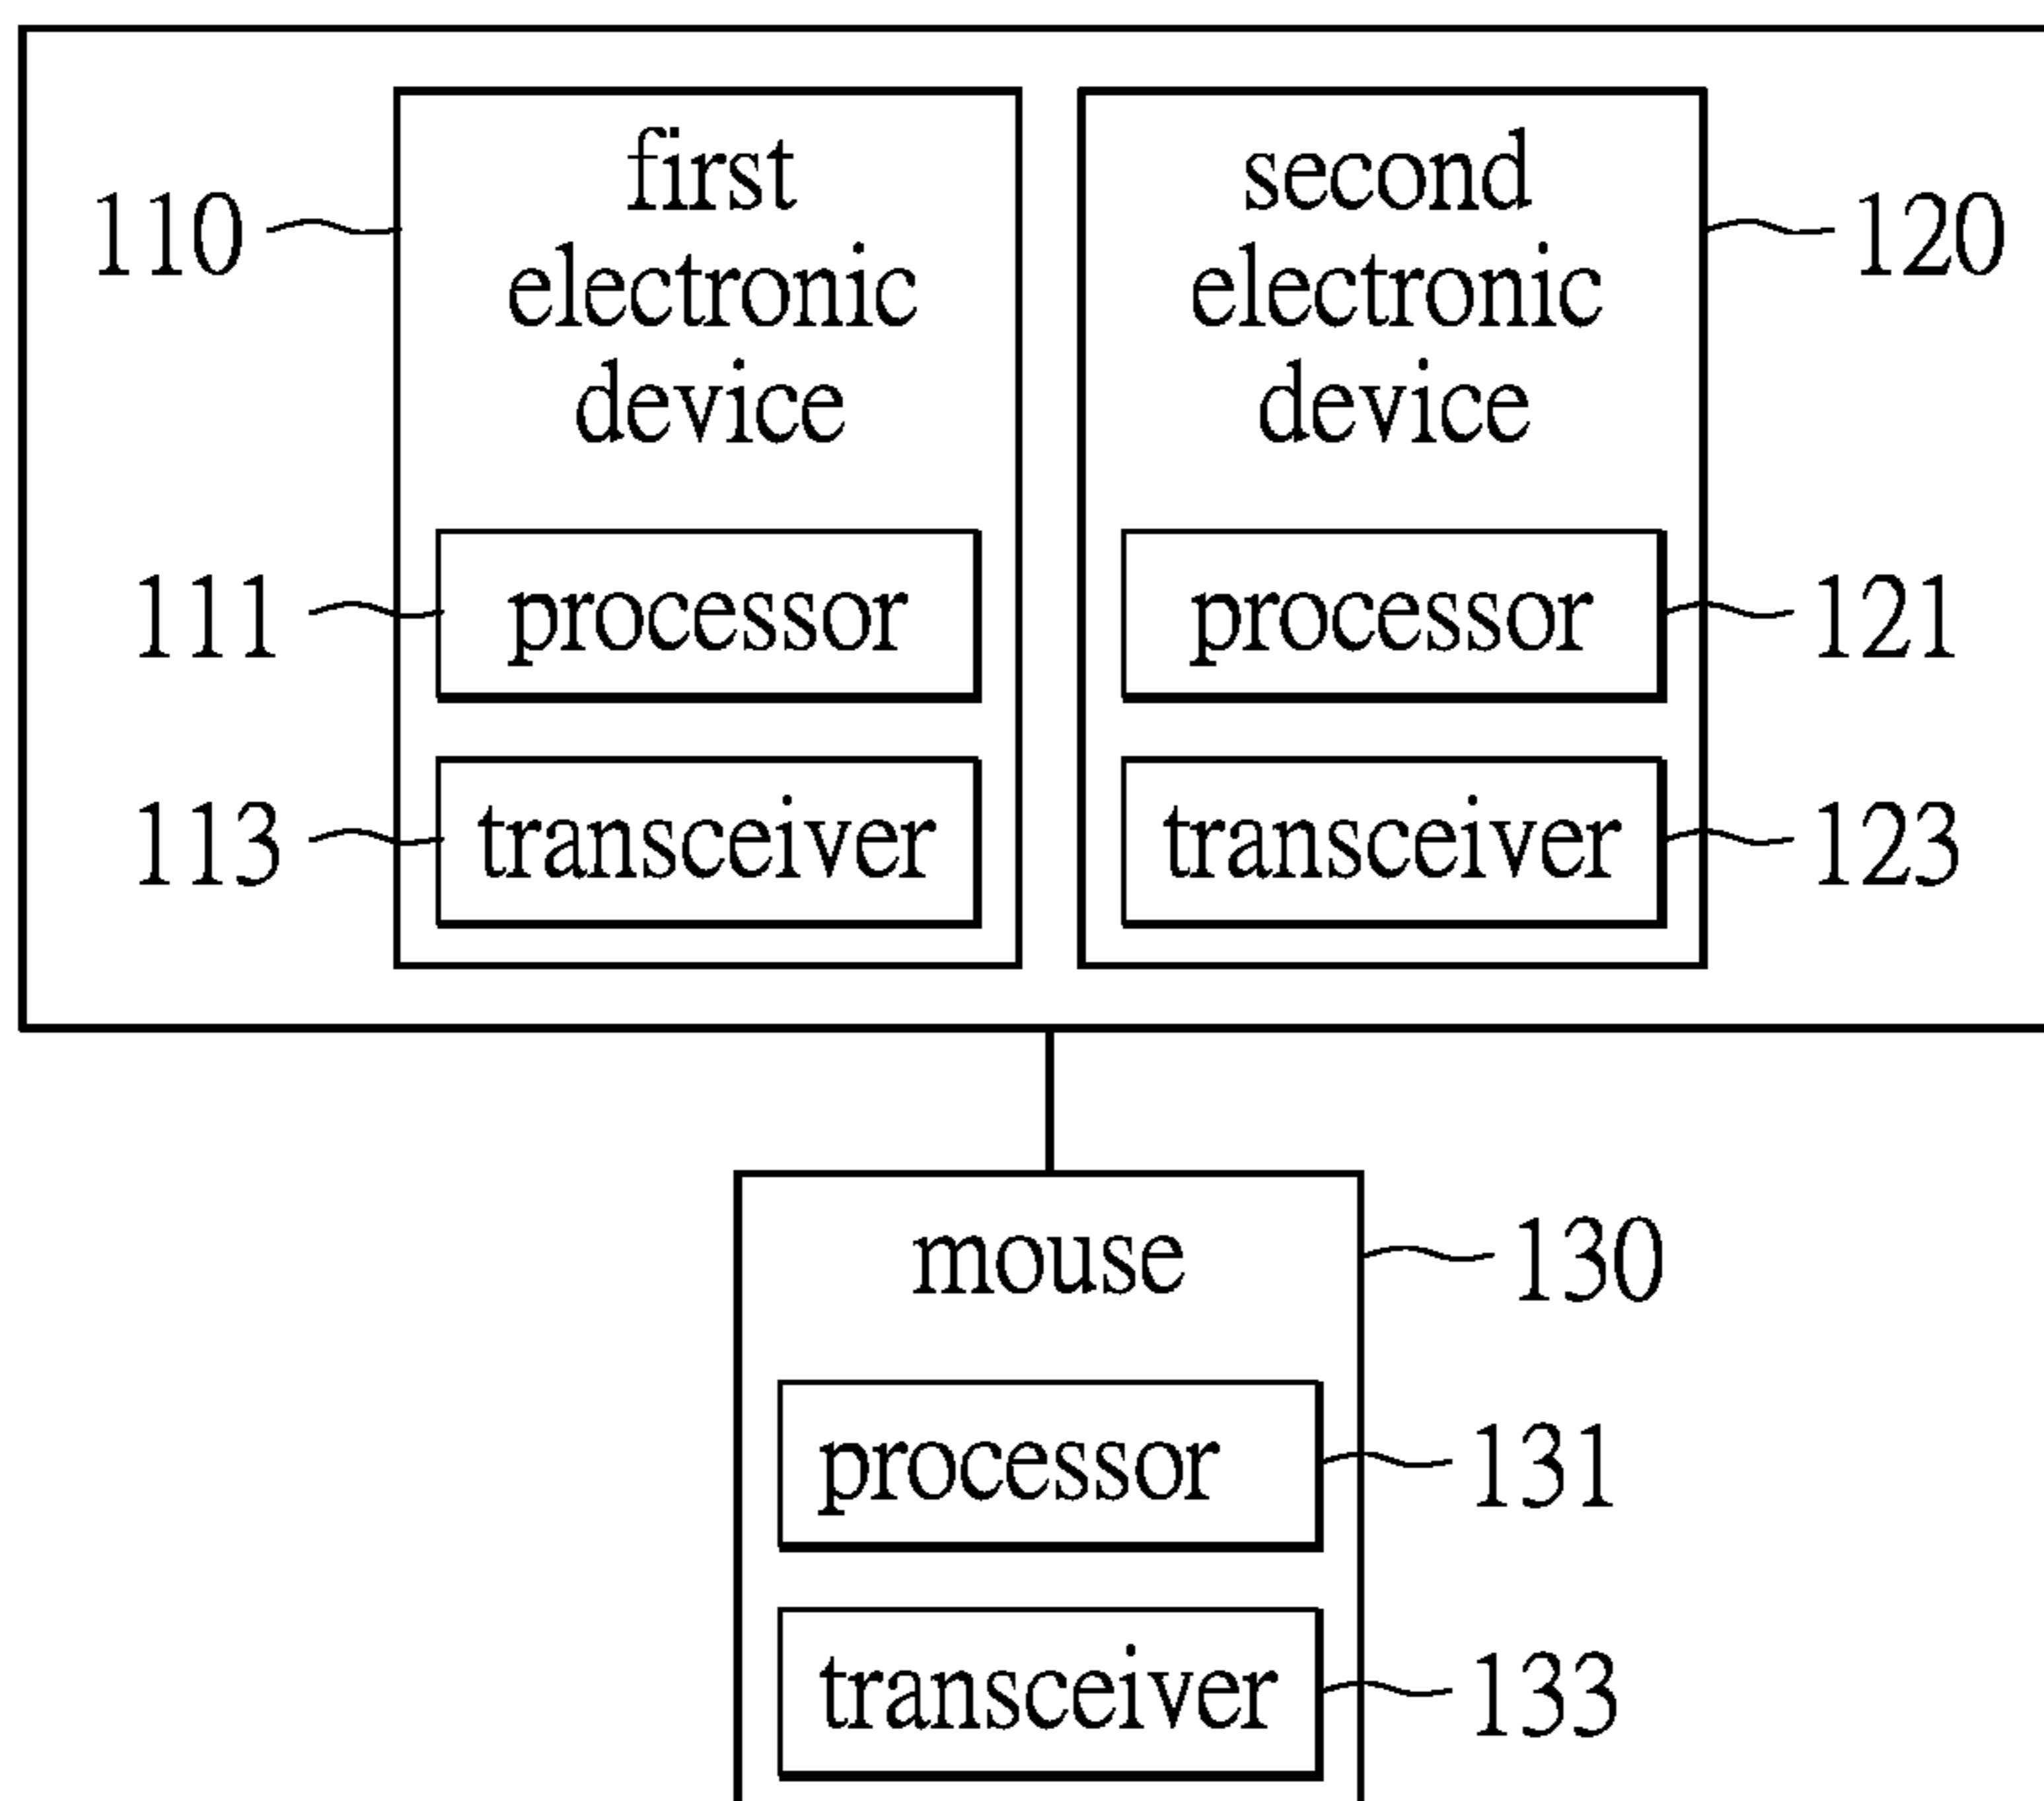 110
first
electronic
device
second
electronic
device
120
111
processor
processor
121
113
transceiver
transceiver
123
mouse
130
processor
131
transceiver
133